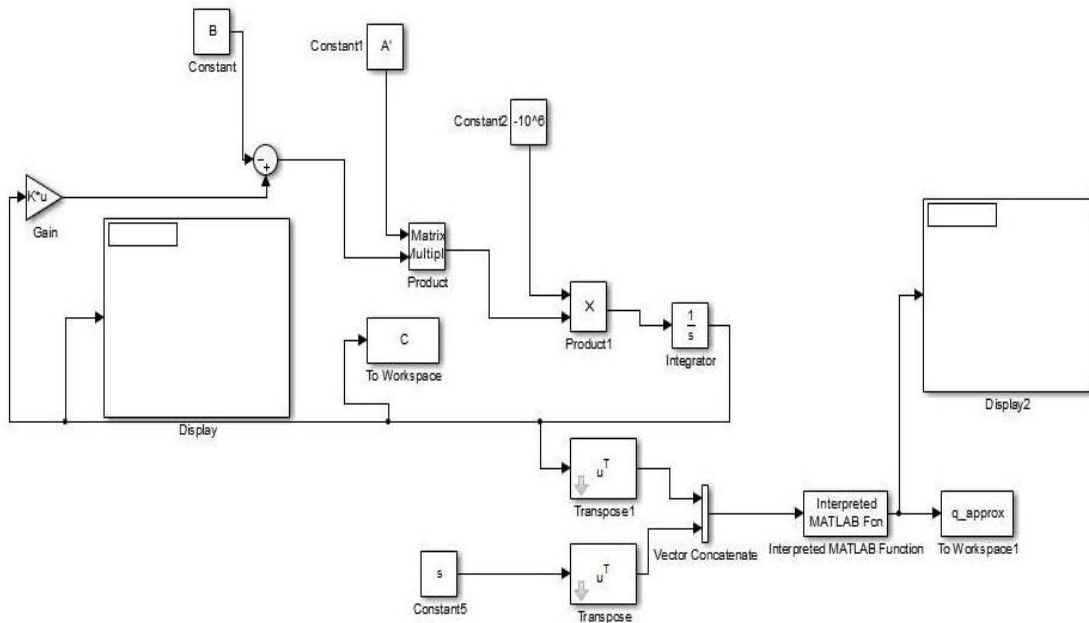 B
Constant
Constant1
A'
Constant2
-10^6
-
+
K*u
Gain
Matrix
Multipl
Product
X
Product1
1
s
Integrator
C
To Workspace
Display
Display2
u^T
Transpose1
s
Constant5
u^T
Transpose
Vector Concatenate
Interpreted
MATLAB Fcn
Interpreted MATLAB Function
q_approx
To Workspace1